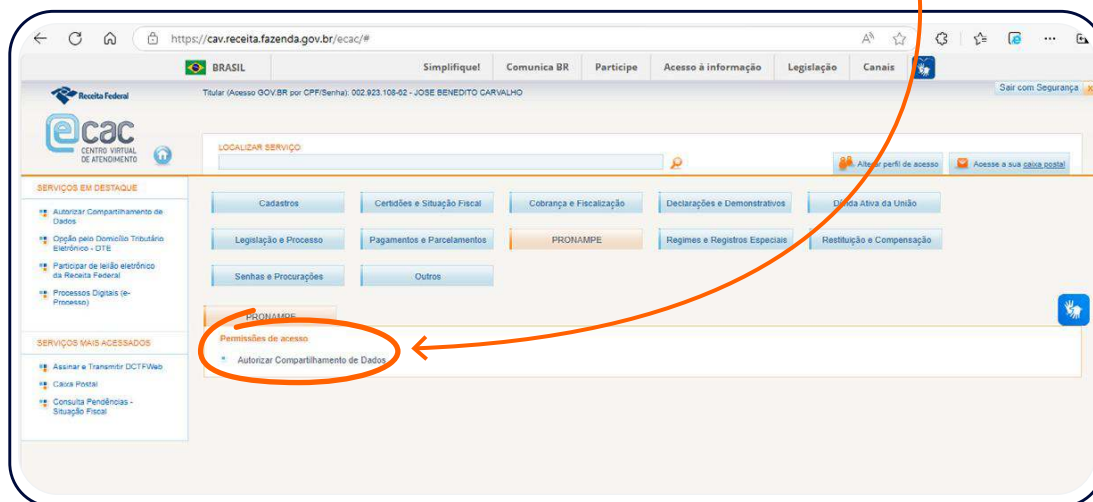 https://cav.receita.fazenda.gov.br/ecac/#
BRASIL Simplifique! Comunica BR Participe Acesso à informação Legislação Canais
Receita Federal
Titular (Acesso GOV.BR por CPF/Senha): 002.923.108-02 - JOSE BENEDITO CARVALHO
Sair com Segurança
ecac
CENTRO VIRTUAL
DE ATENDIMENTO
LOCALIZAR SERVIÇO
Alterar perfil de acesso
Acesse a sua caixa postal
SERVIÇOS EM DESTAQUE
Autorizar Compartilhamento de
Dados
Opção pelo Domicílio Tributário
Eletrônico - DTE
Participar de leilão eletrônico
da Receita Federal
Processos Digitais (e-
Processo)
SERVIÇOS MAIS ACESSADOS
Assinar e Transmitir DCTFWeb
Caixa Postal
Consulta Pendências -
Situação Fiscal
Cadastros
Certidões e Situação Fiscal
Cobrança e Fiscalização
Declarações e Demonstrativos
Dívida Ativa da União
Legislação e Processo
Pagamentos e Parcelamentos
PRONAMPE
Regimes e Registros Especiais
Restituição e Compensação
Senhas e Procurações
Outros
PRONAMPE
Permissões de acesso
Autorizar Compartilhamento de Dados